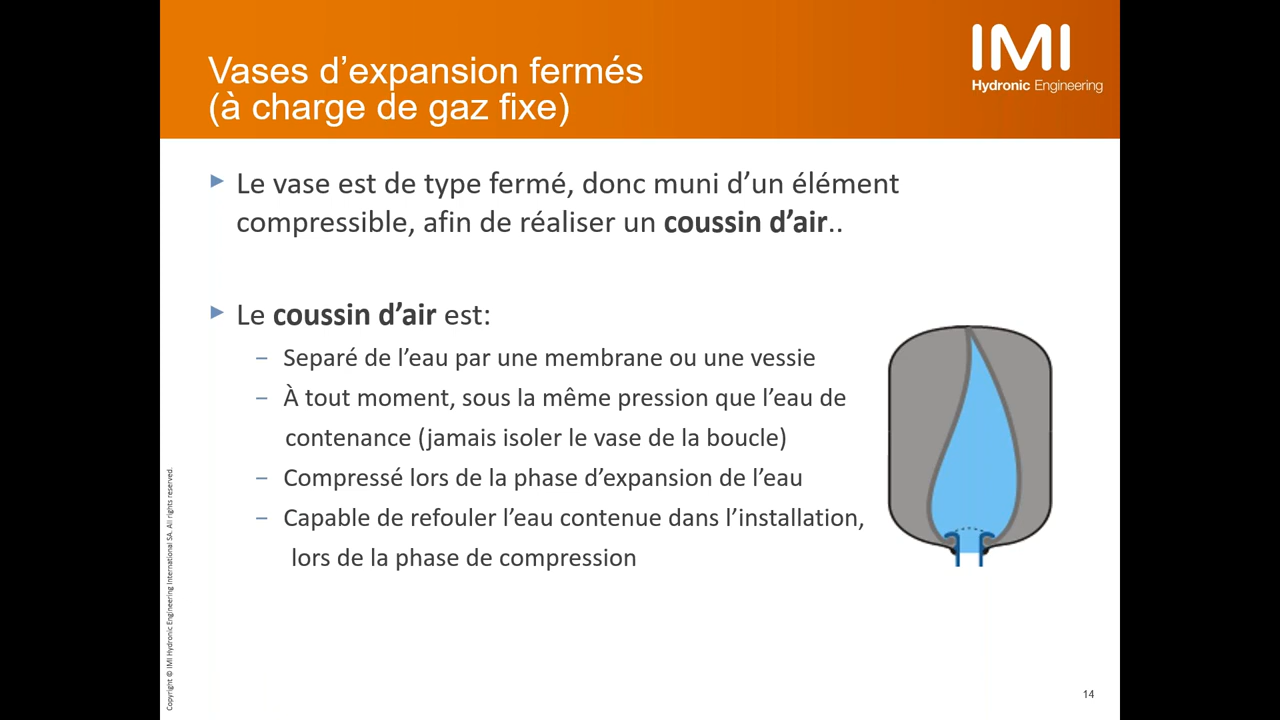 Vases d’expansion fermés
(à charge de gaz fixe)
IMI
Hydronic Engineering
Le vase est de type fermé, donc muni d’un élément
compressible, afin de réaliser un coussin d’air..
Le coussin d’air est:
– Separé de l’eau par une membrane ou une vessie
– À tout moment, sous la même pression que l’eau de
contenance (jamais isoler le vase de la boucle)
– Compressé lors de la phase d’expansion de l’eau
– Capable de refouler l’eau contenue dans l’installation,
lors de la phase de compression
Copyright © IMI Hydronic Engineering International SA. All rights reserved.
14